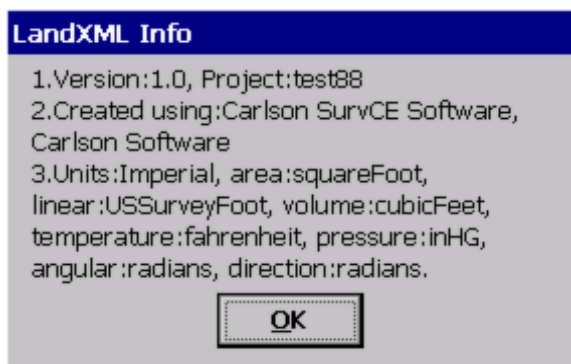 LandXML Info
1.Version:1.0, Project:test88
2.Created using:Carlson SurvCE Software,
Carlson Software
3.Units:Imperial, area:squareFoot,
linear:USSurveyFoot, volume:cubicFeet,
temperature:fahrenheit, pressure:inHG,
angular:radians, direction:radians.
OK